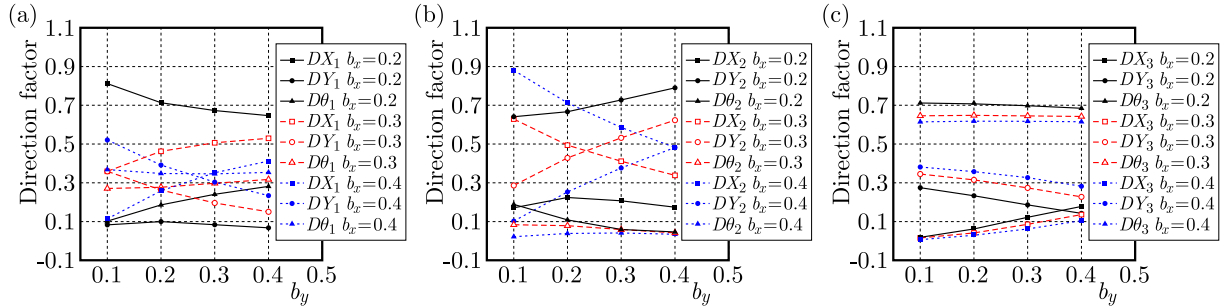 (a)
Direction factor
1.1
0.9
0.7
0.5
0.3
0.1
-0.1
0.1 0.2 0.3 0.4 0.5
b_y
DX_1 b_x=0.2
DY_1 b_x=0.2
Dθ_1 b_x=0.2
DX_1 b_x=0.3
DY_1 b_x=0.3
Dθ_1 b_x=0.3
DX_1 b_x=0.4
DY_1 b_x=0.4
Dθ_1 b_x=0.4
(b)
Direction factor
1.1
0.9
0.7
0.5
0.3
0.1
-0.1
0.1 0.2 0.3 0.4 0.5
b_y
DX_2 b_x=0.2
DY_2 b_x=0.2
Dθ_2 b_x=0.2
DX_2 b_x=0.3
DY_2 b_x=0.3
Dθ_2 b_x=0.3
DX_2 b_x=0.4
DY_2 b_x=0.4
Dθ_2 b_x=0.4
(c)
Direction factor
1.1
0.9
0.7
0.5
0.3
0.1
-0.1
0.1 0.2 0.3 0.4 0.5
b_y
DX_3 b_x=0.2
DY_3 b_x=0.2
Dθ_3 b_x=0.2
DX_3 b_x=0.3
DY_3 b_x=0.3
Dθ_3 b_x=0.3
DX_3 b_x=0.4
DY_3 b_x=0.4
Dθ_3 b_x=0.4